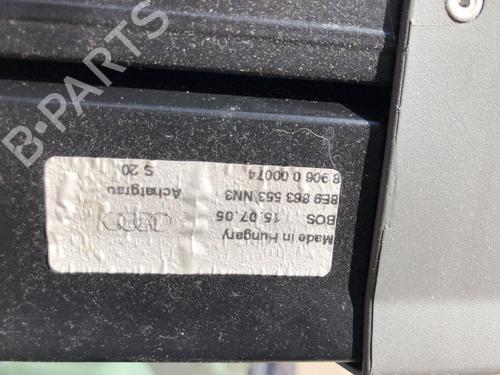 Made in Hungary
BOS 15.07.05
8E9 863 553 NN3
8 906 0 00074
Achatgrau
S 20
B-PARTS